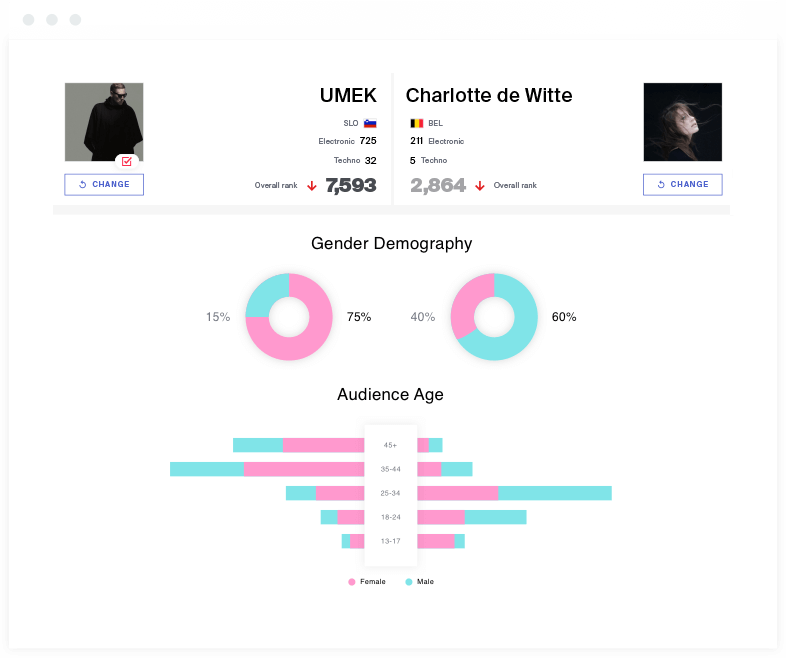 UMEK
SLO
Electronic 725
Techno 32
Overall rank 7,593
CHANGE
Charlotte de Witte
BEL
211 Electronic
5 Techno
2,864 Overall rank
CHANGE
Gender Demography
15% 75% 40% 60%
Audience Age
45+
35-44
25-34
18-24
13-17
Female Male